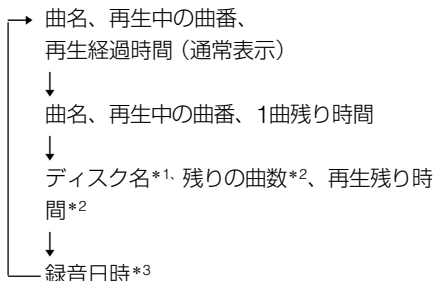 曲名、再生中の曲番、
再生経過時間（通常表示）
曲名、再生中の曲番、1曲残り時間
ディスク名*1、残りの曲数*2、再生残り時
間*2
録音日時*3